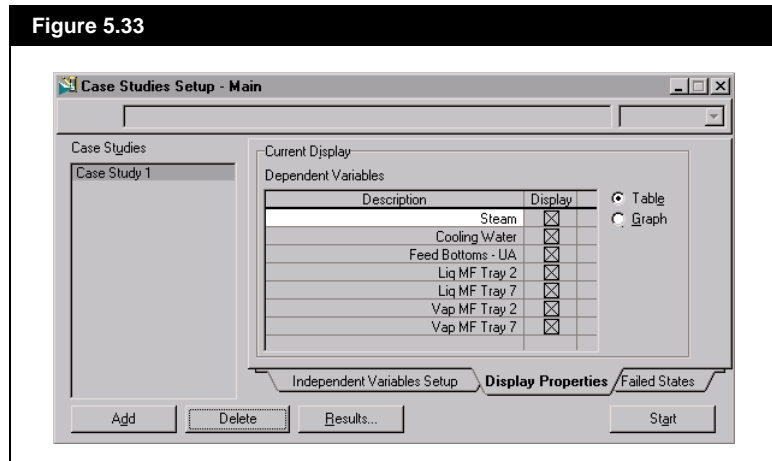 Figure 5.33
Case Studies Setup - Main
Case Studies
Case Study 1
Current Display
Dependent Variables
Description Display
Steam
Cooling Water
Feed Bottoms - UA
Liq MF Tray 2
Liq MF Tray 7
Vap MF Tray 2
Vap MF Tray 7
Table
Graph
Independent Variables Setup Display Properties Failed States
Add Delete Results... Start